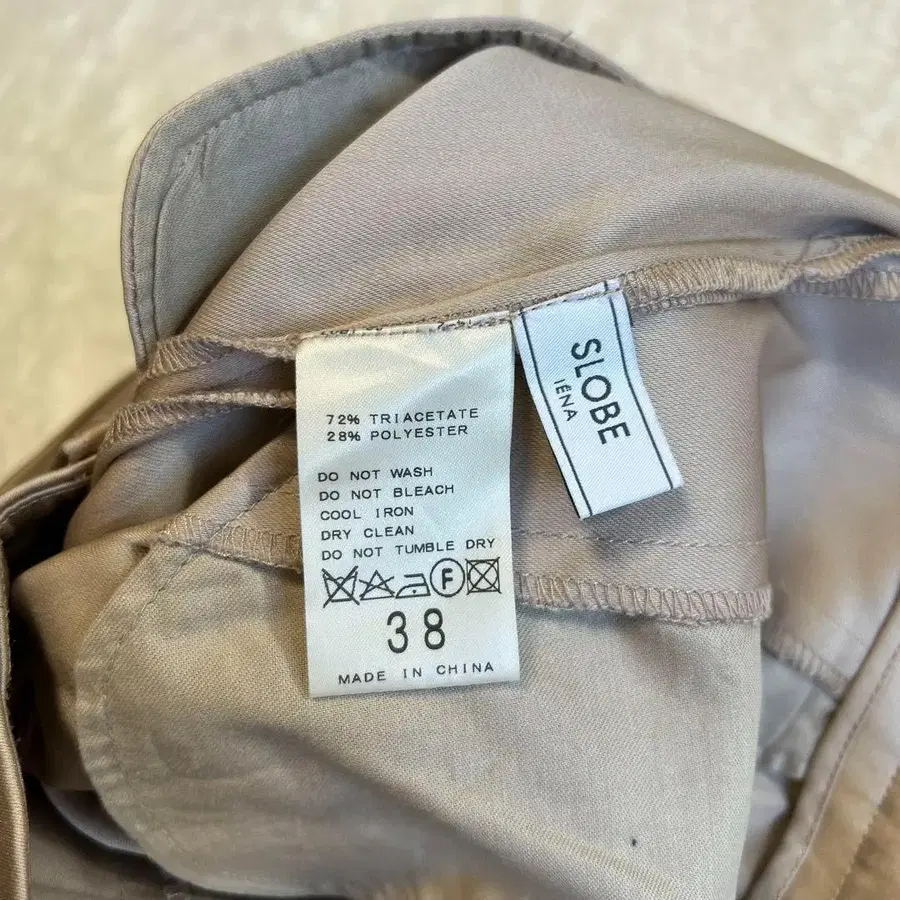 72% TRIACETATE
28% POLYESTER
DO NOT WASH
DO NOT BLEACH
COOL IRON
DRY CLEAN
DO NOT TUMBLE DRY
F
38
MADE IN CHINA
SLOBE
IÉNA